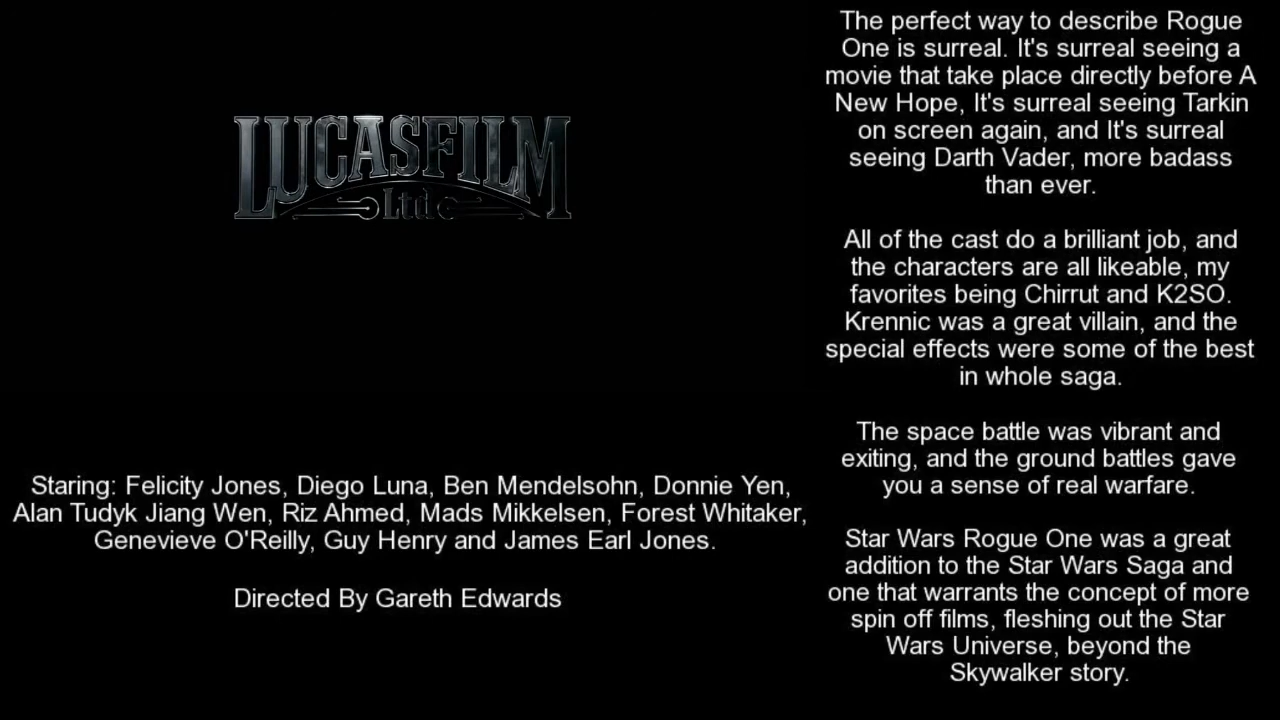 LUCASFILM
Ltd
Staring: Felicity Jones, Diego Luna, Ben Mendelsohn, Donnie Yen,
Alan Tudyk Jiang Wen, Riz Ahmed, Mads Mikkelsen, Forest Whitaker,
Genevieve O'Reilly, Guy Henry and James Earl Jones.
Directed By Gareth Edwards
The perfect way to describe Rogue
One is surreal. It's surreal seeing a
movie that take place directly before A
New Hope, It's surreal seeing Tarkin
on screen again, and It's surreal
seeing Darth Vader, more badass
than ever.
All of the cast do a brilliant job, and
the characters are all likeable, my
favorites being Chirrut and K2SO.
Krennic was a great villain, and the
special effects were some of the best
in whole saga.
The space battle was vibrant and
exiting, and the ground battles gave
you a sense of real warfare.
Star Wars Rogue One was a great
addition to the Star Wars Saga and
one that warrants the concept of more
spin off films, fleshing out the Star
Wars Universe, beyond the
Skywalker story.